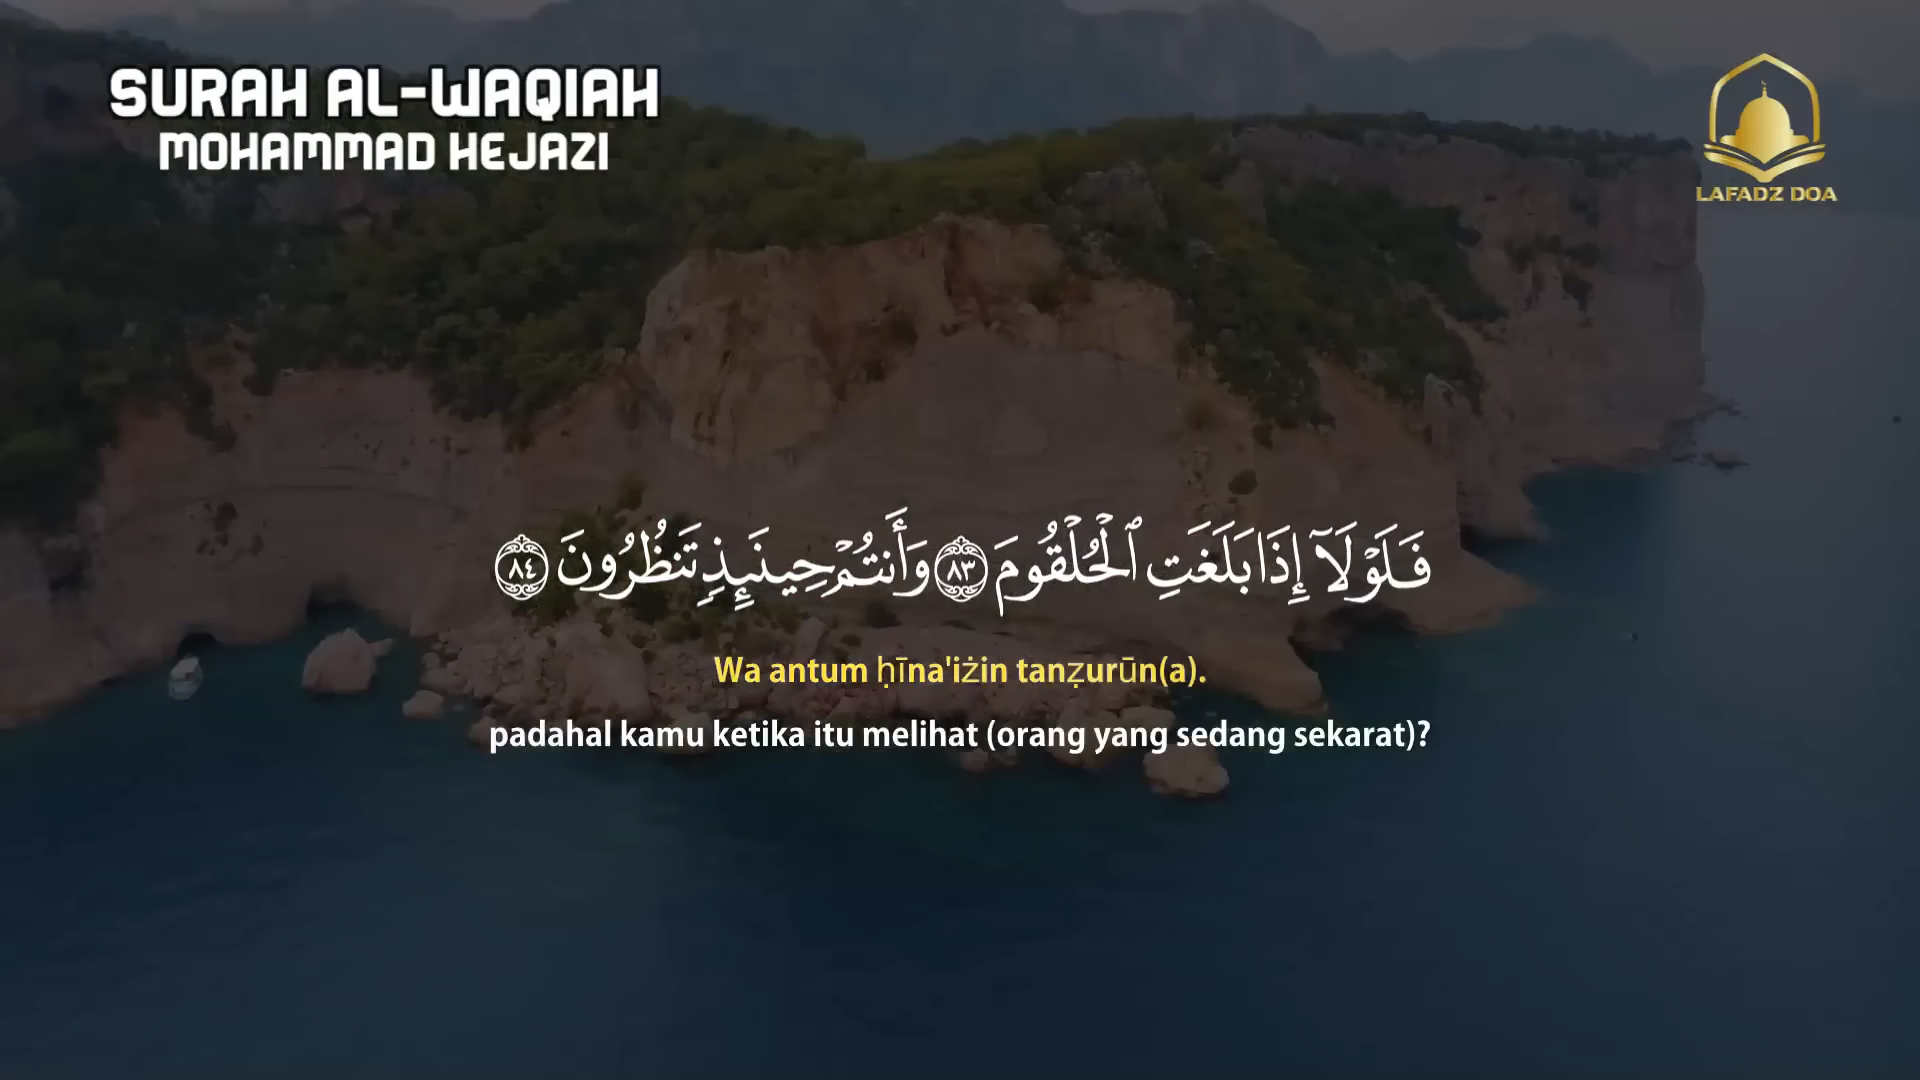 SURAH AL-WAQIAH
MOHAMMAD HEJAZI
LAFADZ DOA
فَلَوْلَآ إِذَا بَلَغَتِ ٱلْحُلْقُومَ ٨٣ وَأَنتُمْ حِينَئِذٍ تَنظُرُونَ ٨٤
Wa antum ḥīna'iżin tanẓurūn(a).
padahal kamu ketika itu melihat (orang yang sedang sekarat)?